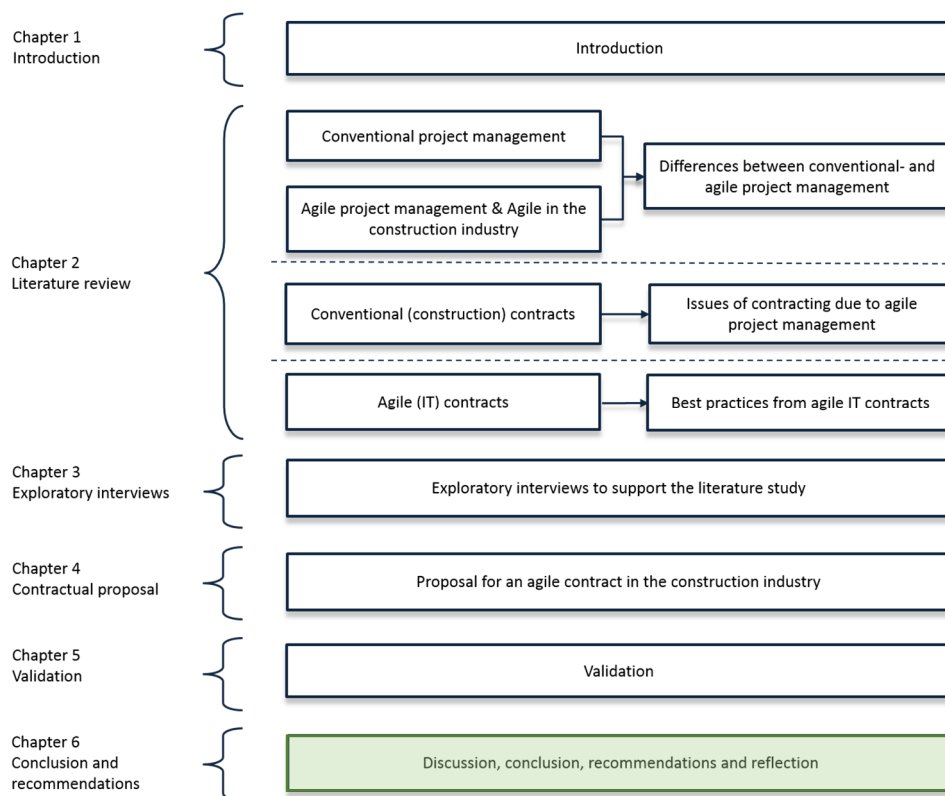 Chapter 1
Introduction
Introduction
Chapter 2
Literature review
Conventional project management
Agile project management & Agile in the
construction industry
Differences between conventional- and
agile project management
Conventional (construction) contracts
Issues of contracting due to agile
project management
Agile (IT) contracts
Best practices from agile IT contracts
Chapter 3
Exploratory interviews
Exploratory interviews to support the literature study
Chapter 4
Contractual proposal
Proposal for an agile contract in the construction industry
Chapter 5
Validation
Validation
Chapter 6
Conclusion and
recommendations
Discussion, conclusion, recommendations and reflection